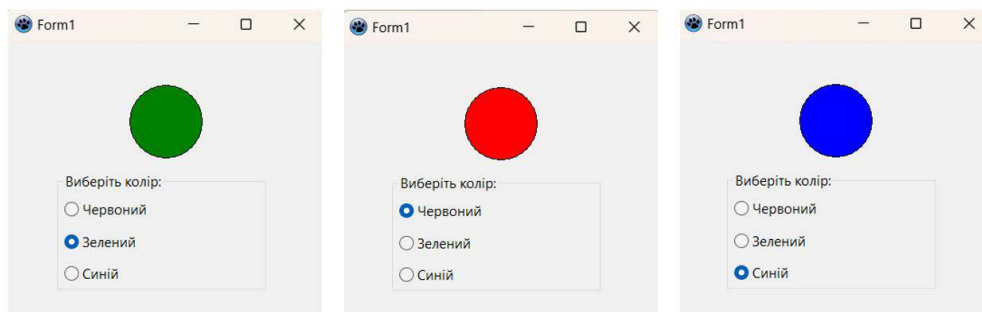 Form1
Виберіть колір:
Червоний
Зелений
Синій
Form1
Виберіть колір:
Червоний
Зелений
Синій
Form1
Виберіть колір:
Червоний
Зелений
Синій